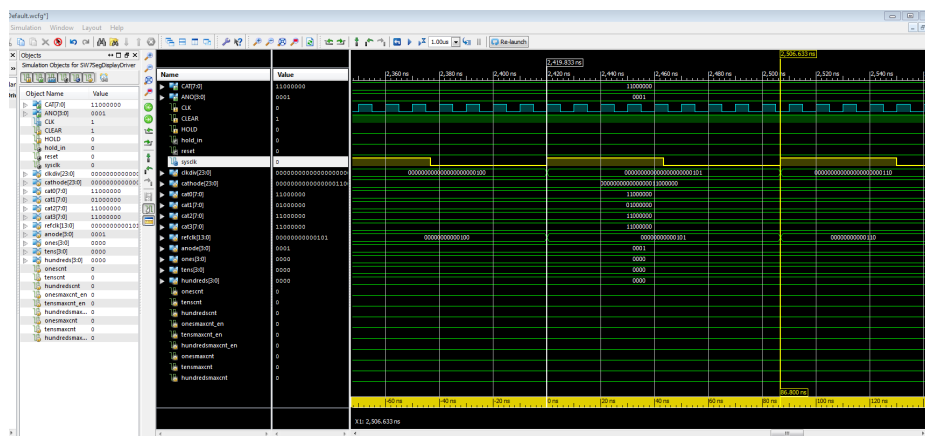 Default.wcfg*]
Simulation Window Layout Help
1.00us Re-launch
Objects
Simulation Objects for SW7SegDisplayDriver
Object Name Value
CAT[7:0] 11000000
ANO[3:0] 0001
CLK 1
CLEAR 1
HOLD 0
hold_in 0
reset 0
sysclk 0
clkdiv[23:0] 000000000000
cathode[23:0] 000000000000
cat0[7:0] 11000000
cat1[7:0] 01000000
cat2[7:0] 11000000
cat3[7:0] 11000000
refclk[13:0] 0000000000101
anode[3:0] 0001
ones[3:0] 0000
tens[3:0] 0000
hundreds[3:0] 0000
onescnt 0
tenscnt 0
hundredscnt 0
onesmaxcnt_en 0
tensmaxcnt_en 0
hundredsmax... 0
onesmaxcnt 0
tensmaxcnt 0
hundredsmax... 0
Name Value
CAT[7:0] 11000000
ANO[3:0] 0001
CLK 1
CLEAR 1
HOLD 0
hold_in 0
reset 0
sysclk 0
clkdiv[23:0]
cathode[23:0]
cat0[7:0] 11000000
cat1[7:0] 01000000
cat2[7:0] 11000000
cat3[7:0] 11000000
refclk[13:0] 00000000000101
anode[3:0] 0001
ones[3:0] 0000
tens[3:0] 0000
hundreds[3:0] 0000
onescnt 0
tenscnt 0
hundredscnt 0
onesmaxcnt_en 0
tensmaxcnt_en 0
hundredsmaxcnt_en 0
onesmaxcnt 0
tensmaxcnt 0
hundredsmaxcnt 0
2,506.633 ns
2,419.833 ns
2,360 ns 2,380 ns 2,400 ns 2,420 ns 2,440 ns 2,460 ns 2,480 ns 2,500 ns 2,520 ns 2,540 ns
11000000
0001
000000000000000000000100 000000000000000000000101 000000000000000000000110
11000000
01000000
11000000
11000000
00000000000100 00000000000101 00000000000110
0001
0000
0000
0000
86.800 ns
-60 ns -40 ns -20 ns 0 ns 20 ns 40 ns 60 ns 80 ns 100 ns 120 ns
X1: 2,506.633 ns